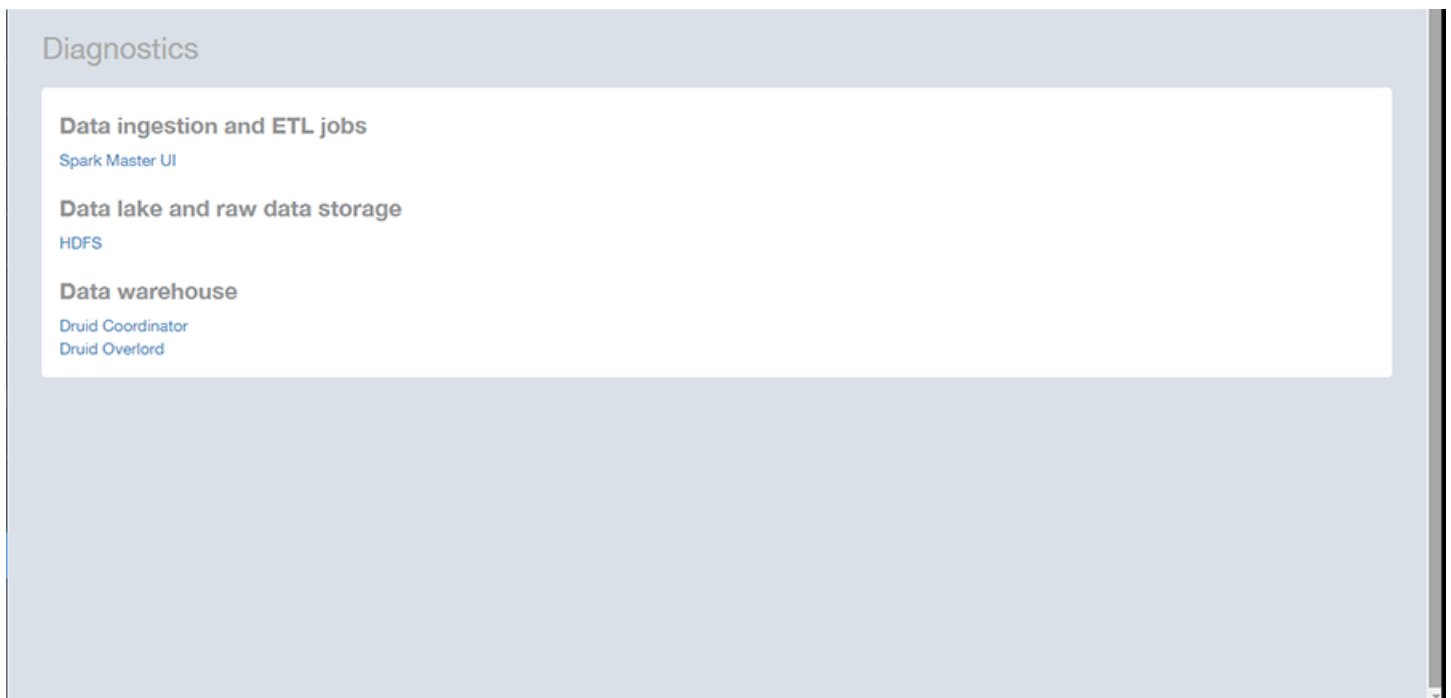 Diagnostics
Data ingestion and ETL jobs
Spark Master UI
Data lake and raw data storage
HDFS
Data warehouse
Druid Coordinator
Druid Overlord